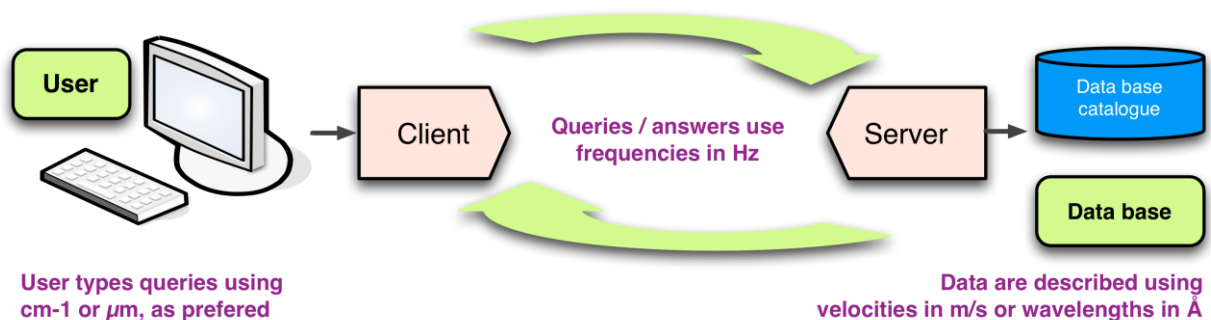 User
Client
Queries / answers use
frequencies in Hz
Server
Data base
catalogue
Data base
User types queries using
cm-1 or µm, as prefered
Data are described using
velocities in m/s or wavelengths in Å